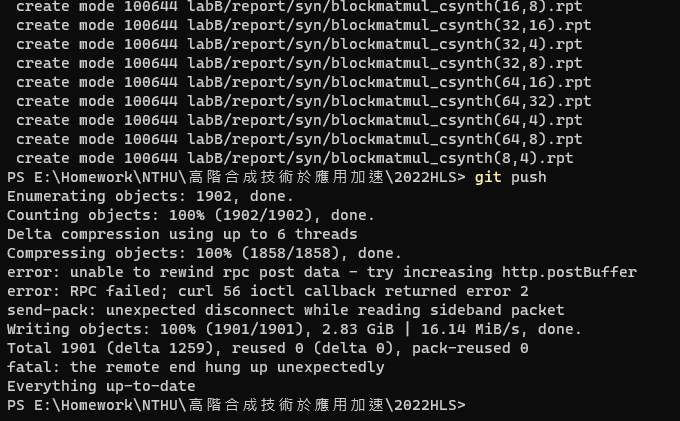 create mode 100644 labB/report/syn/blockmatmul_csynth(16,8).rpt
create mode 100644 labB/report/syn/blockmatmul_csynth(32,16).rpt
create mode 100644 labB/report/syn/blockmatmul_csynth(32,4).rpt
create mode 100644 labB/report/syn/blockmatmul_csynth(32,8).rpt
create mode 100644 labB/report/syn/blockmatmul_csynth(64,16).rpt
create mode 100644 labB/report/syn/blockmatmul_csynth(64,32).rpt
create mode 100644 labB/report/syn/blockmatmul_csynth(64,4).rpt
create mode 100644 labB/report/syn/blockmatmul_csynth(64,8).rpt
create mode 100644 labB/report/syn/blockmatmul_csynth(8,4).rpt
PS E:\Homework\NTHU\高階合成技術於應用加速\2022HLS> git push
Enumerating objects: 1902, done.
Counting objects: 100% (1902/1902), done.
Delta compression using up to 6 threads
Compressing objects: 100% (1858/1858), done.
error: unable to rewind rpc post data - try increasing http.postBuffer
error: RPC failed; curl 56 ioctl callback returned error 2
send-pack: unexpected disconnect while reading sideband packet
Writing objects: 100% (1901/1901), 2.83 GiB | 16.14 MiB/s, done.
Total 1901 (delta 1259), reused 0 (delta 0), pack-reused 0
fatal: the remote end hung up unexpectedly
Everything up-to-date
PS E:\Homework\NTHU\高階合成技術於應用加速\2022HLS>